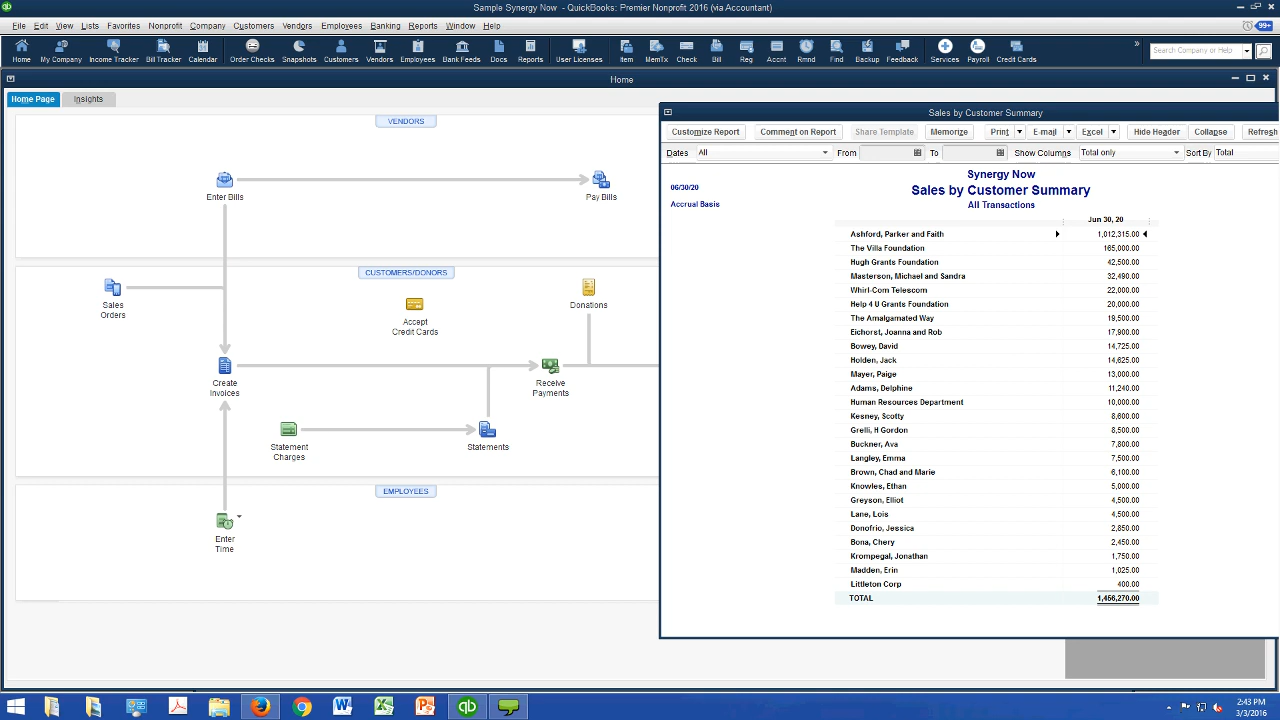 Sample Synergy Now - QuickBooks: Premier Nonprofit 2016 (via Accountant)
File Edit View Lists Favorites Nonprofit Company Customers Vendors Employees Banking Reports Window Help
99+
Home My Company Income Tracker Bill Tracker Calendar Order Checks Snapshots Customers Vendors Employees Bank Feeds Docs Reports User Licenses Item MemTx Check Bill Reg Accnt Rmnd Find Backup Feedback Services Payroll Credit Cards
» Search Company or Help
Home
Home Page Insights
VENDORS
Enter Bills
Pay Bills
CUSTOMERS/DONORS
Sales
Orders
Accept
Credit Cards
Donations
Create
Invoices
Receive
Payments
Statement
Charges
Statements
EMPLOYEES
Enter
Time
Sales by Customer Summary
Customize Report Comment on Report Share Template Memorize Print E-mail Excel Hide Header Collapse Refresh
Dates All From To Show Columns Total only Sort By Total
Synergy Now
06/30/20 Sales by Customer Summary
Accrual Basis All Transactions
Jun 30, 20
Ashford, Parker and Faith 1,012,315.00
The Villa Foundation 165,000.00
Hugh Grants Foundation 42,500.00
Masterson, Michael and Sandra 32,490.00
Whirl-Com Telescom 22,000.00
Help 4 U Grants Foundation 20,000.00
The Amalgamated Way 19,500.00
Eichorst, Joanna and Rob 17,900.00
Bowey, David 14,725.00
Holden, Jack 14,625.00
Mayer, Paige 13,000.00
Adams, Delphine 11,240.00
Human Resources Department 10,000.00
Kesney, Scotty 8,600.00
Grelli, H Gordon 8,500.00
Buckner, Ava 7,800.00
Langley, Emma 7,500.00
Brown, Chad and Marie 6,100.00
Knowles, Ethan 5,000.00
Greyson, Elliot 4,500.00
Lane, Lois 4,500.00
Donofrio, Jessica 2,850.00
Bona, Chery 2,450.00
Krompegal, Jonathan 1,750.00
Madden, Erin 1,025.00
Littleton Corp 400.00
TOTAL 1,456,270.00
2:43 PM
3/3/2016